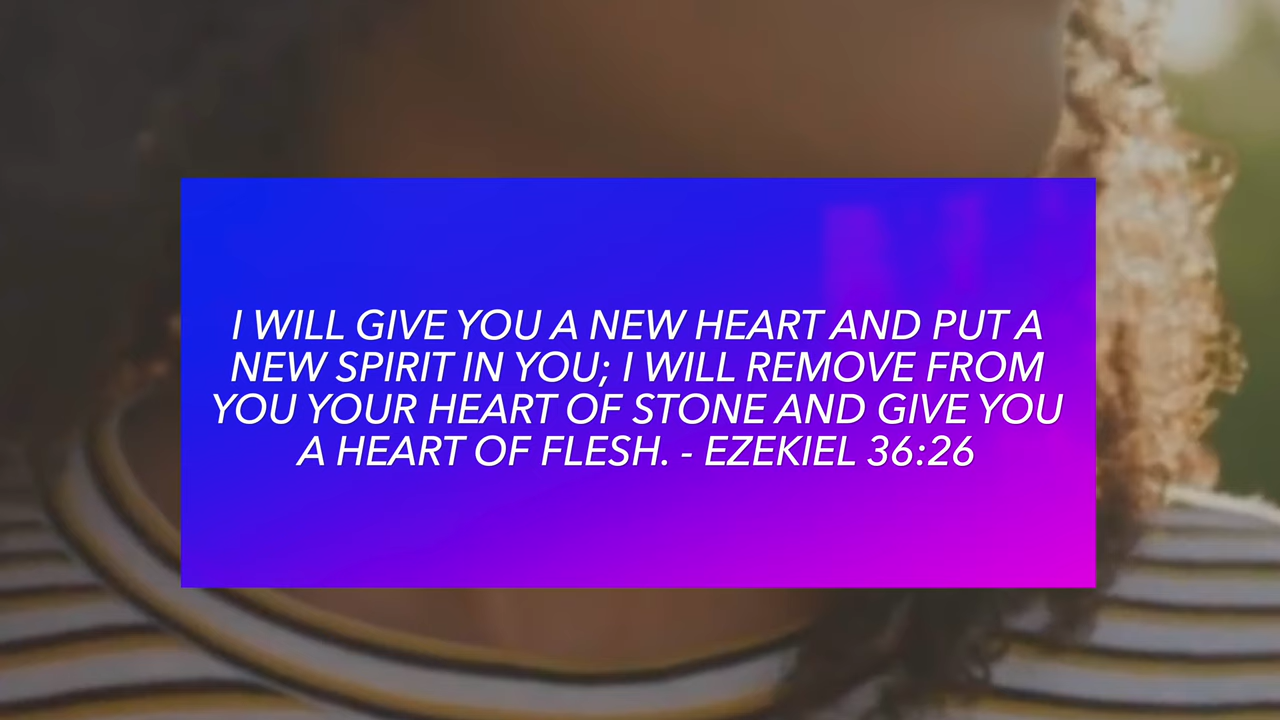 I WILL GIVE YOU A NEW HEART AND PUT A
NEW SPIRIT IN YOU; I WILL REMOVE FROM
YOU YOUR HEART OF STONE AND GIVE YOU
A HEART OF FLESH. - EZEKIEL 36:26